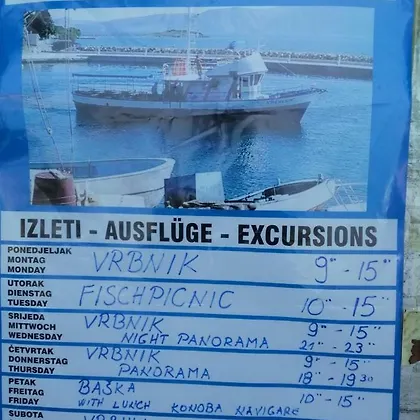 IZLETI - AUSFLÜGE - EXCURSIONS
PONEDJELJAK
MONTAG
MONDAY
VRBNIK 9" - 15"
UTORAK
DIENSTAG
TUESDAY
FISCHPICNIC 10" - 15"
SRIJEDA
MITTWOCH
WEDNESDAY
VRBNIK 9" - 15"
NIGHT PANORAMA 21" - 23"
ČETVRTAK
DONNERSTAG
THURSDAY
VRBNIK 9" - 15"
PANORAMA 18" - 19 30
PETAK
FREITAG
FRIDAY
BAŠKA 10" - 15"
WITH LUNCH KONOBA NAVIGARE
SUBOTA